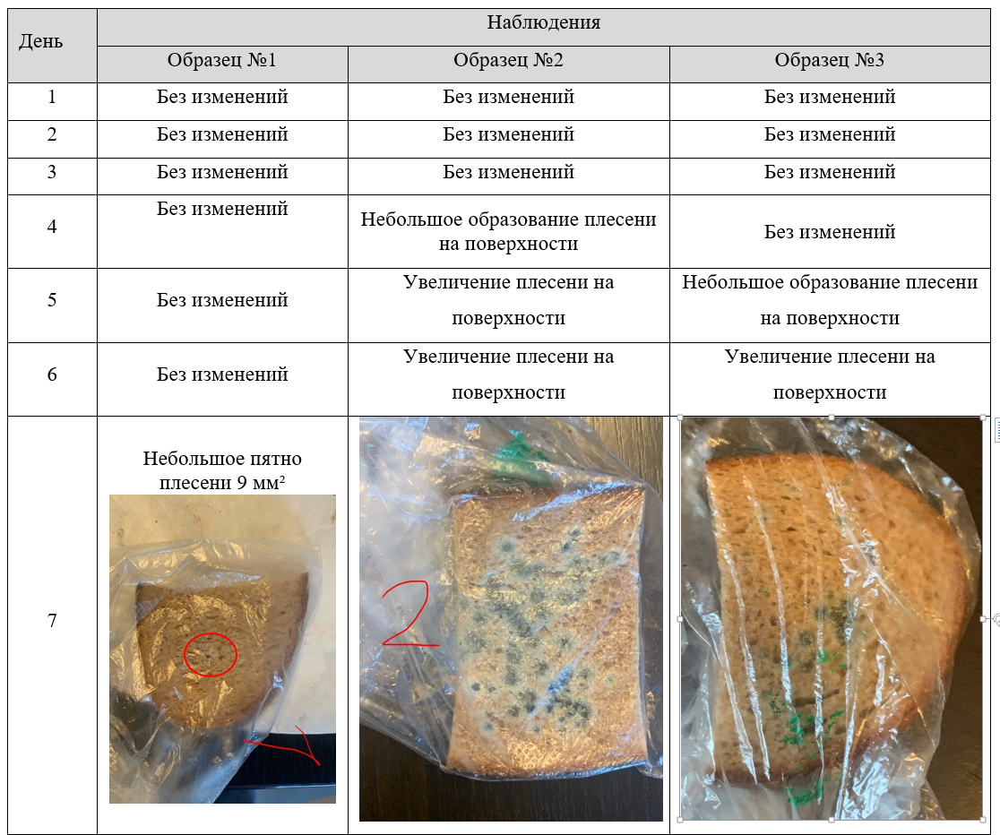 День
Наблюдения
Образец №1 Образец №2 Образец №3
1 Без изменений Без изменений Без изменений
2 Без изменений Без изменений Без изменений
3 Без изменений Без изменений Без изменений
4 Без изменений Небольшое образование плесени Без изменений
на поверхности
5 Без изменений Увеличение плесени на Небольшое образование плесени
поверхности на поверхности
6 Без изменений Увеличение плесени на Увеличение плесени на
поверхности поверхности
7 Небольшое пятно
плесени 9 мм²
1
2